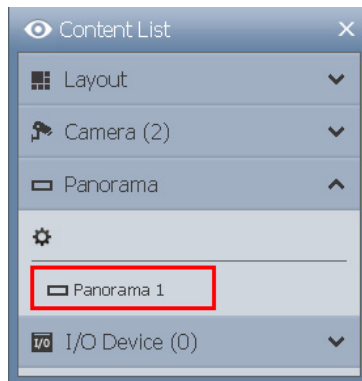 Content List
Layout
Camera (2)
Panorama
Panorama 1
I/O I/O Device (0)